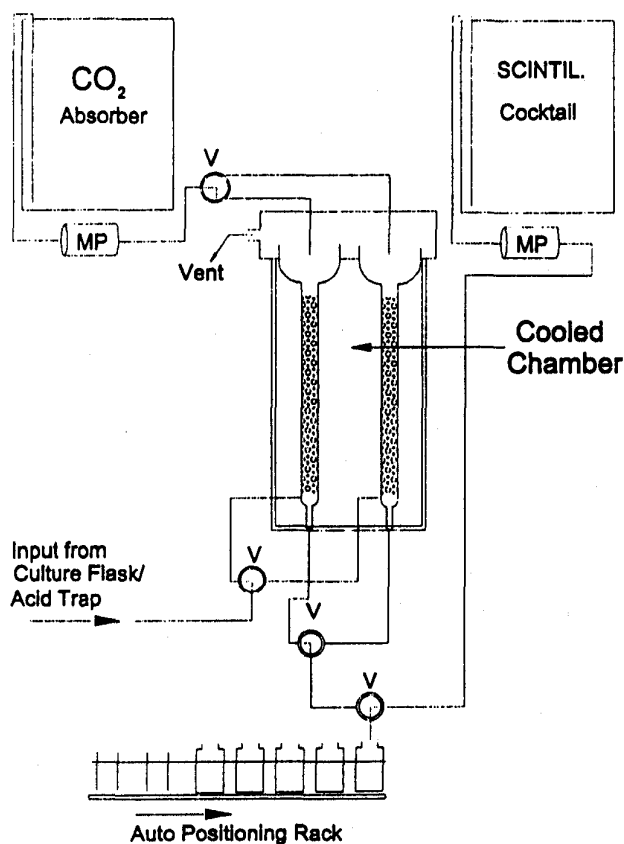 CO2
Absorber
SCINTIL.
Cocktail
V
MP
MP
Vent
Cooled
Chamber
Input from
Culture Flask/
Acid Trap
V
V
V
Auto Positioning Rack